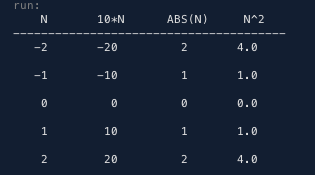 run:
N 10*N ABS(N) N^2
---------------------------------------
-2 -20 2 4.0
-1 -10 1 1.0
0 0 0 0.0
1 10 1 1.0
2 20 2 4.0